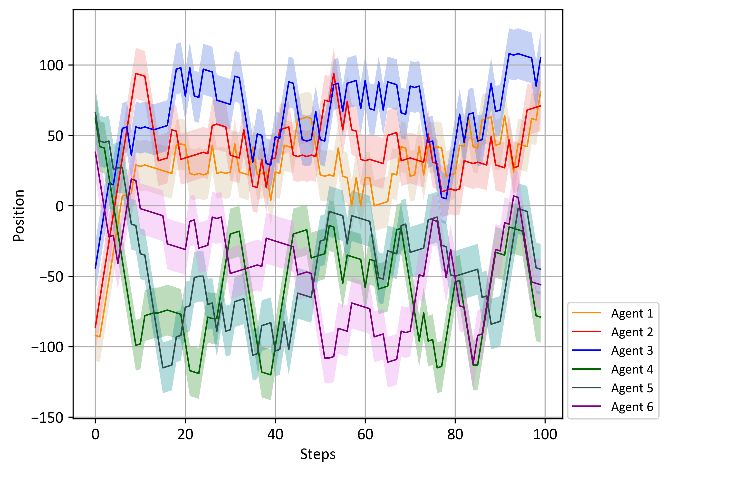 100
50
0
−50
−100
−150
Position
0 20 40 60 80 100
Steps
Agent 1
Agent 2
Agent 3
Agent 4
Agent 5
Agent 6